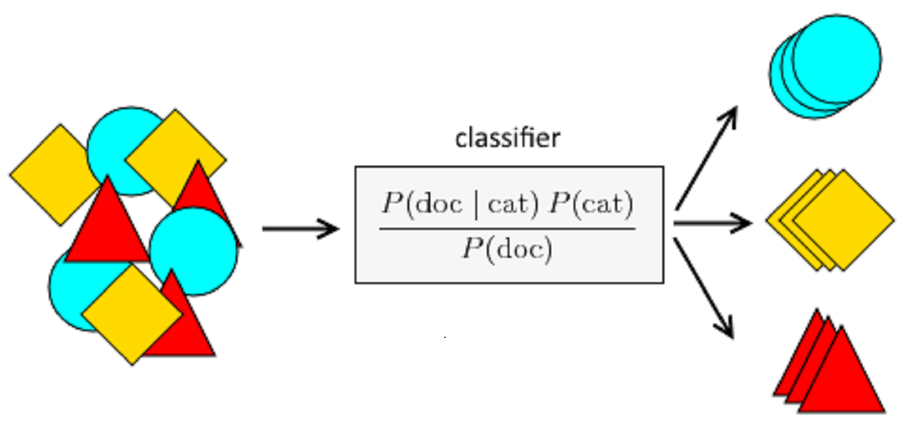 classifier
P(doc | cat) P(cat)
P(doc)